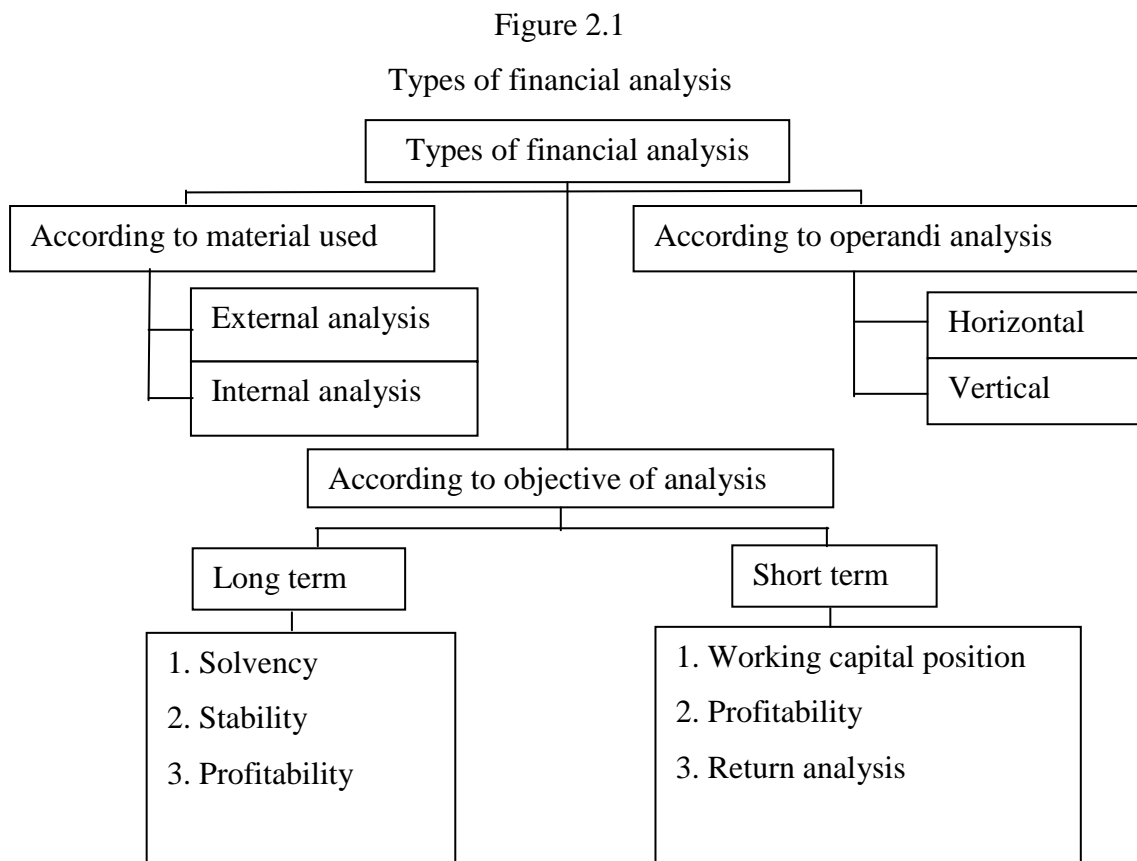 Figure 2.1
Types of financial analysis
Types of financial analysis
According to material used
According to operandi analysis
External analysis
Internal analysis
Horizontal
Vertical
According to objective of analysis
Long term
Short term
1. Solvency
2. Stability
3. Profitability
1. Working capital position
2. Profitability
3. Return analysis